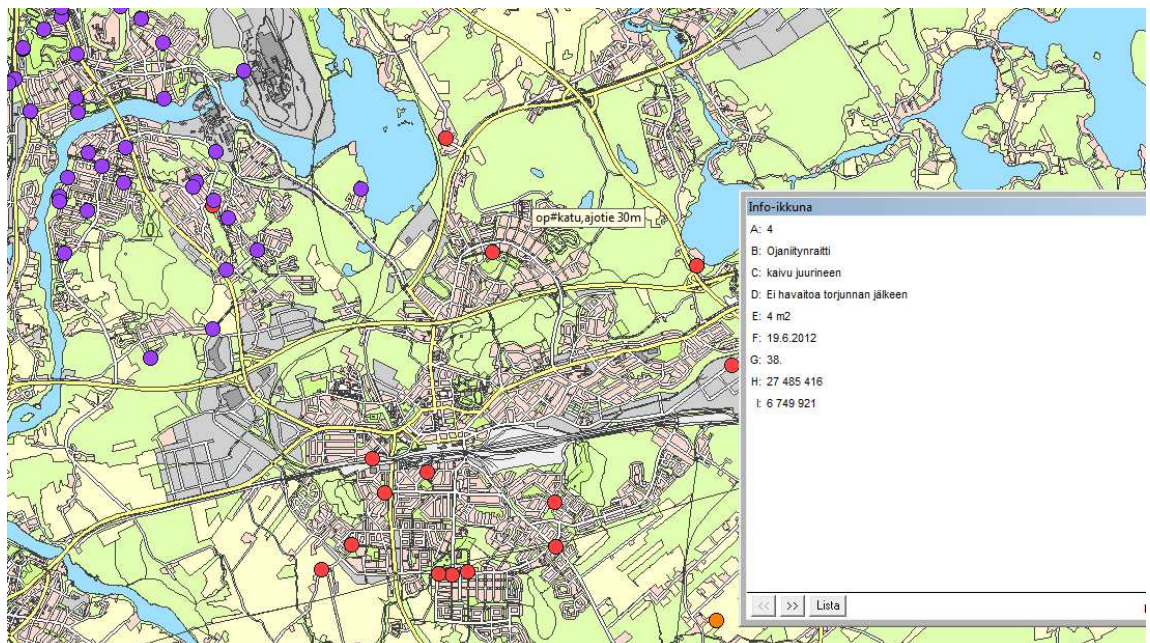 op#katu,ajotie 30m
Info-ikkuna
A: 4
B: Ojaniitynraitti
C: kaivu juurineen
D: Ei havaitoa torjunnan jälkeen
E: 4 m2
F: 19.6.2012
G: 38.
H: 27 485 416
I: 6 749 921
<< >> Lista